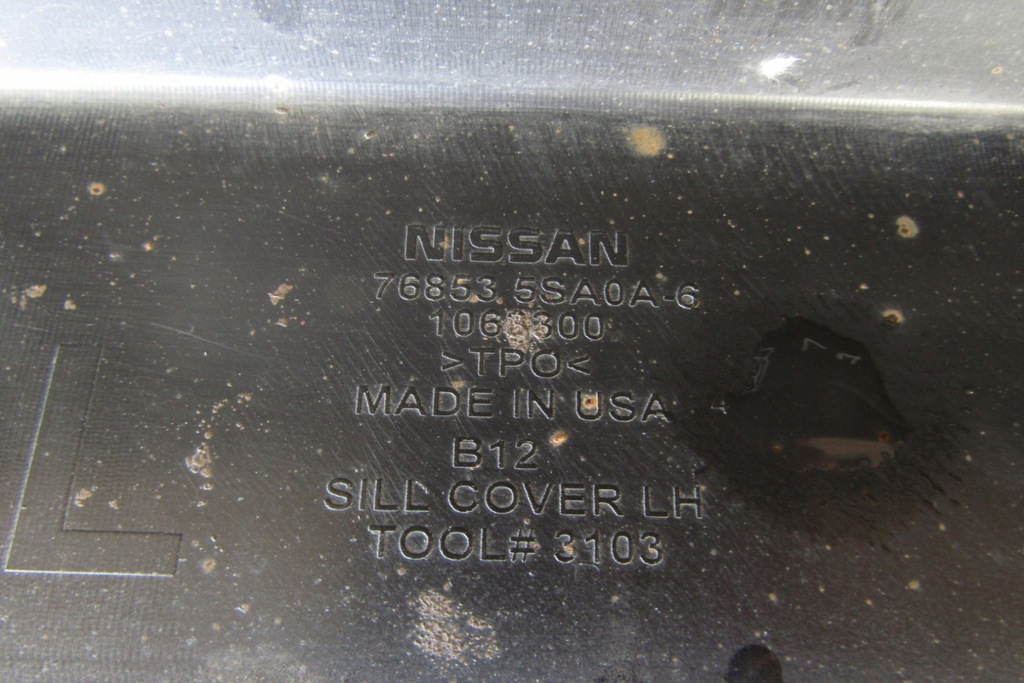 NISSAN
76853 5SA0A-6
>TPO<
MADE IN USA
B12
SILL COVER LH
TOOL# 3103
L